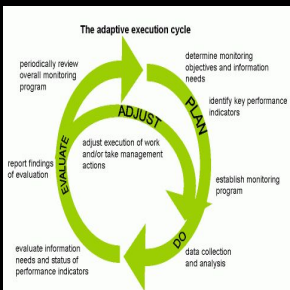 The adaptive execution cycle
determine monitoring
objectives and information
needs
periodically review
overall monitoring
program
PLAN
identify key performance
indicators
ADJUST
adjust execution of work
and/or take management
actions
EVALUATE
report findings
of evaluation
establish monitoring
program
DO
data collection
and analysis
evaluate information
needs and status of
performance indicators